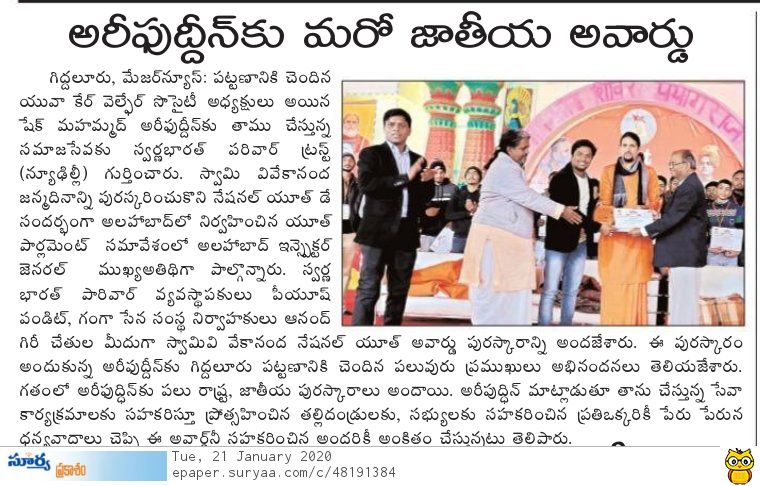 అరీఫుద్దీన్‌కు మరో జాతీయ అవార్డు
గిద్దలూరు, మేజర్‌న్యూస్: పట్టణానికి చెందిన
యువా కేర్ వెల్ఫేర్ సొసైటీ అధ్యక్షులు అయిన
షేక్ మహమ్మద్ అరీఫుద్దీన్‌కు తాము చేస్తున్న
సమాజసేవకు స్వర్ణభారత్ పరివార్ ట్రస్ట్
(న్యూఢిల్లీ) గుర్తించారు. స్వామి వివేకానంద
జన్మదినాన్ని పురస్కరించుకొని నేషనల్ యూత్ డే
సందర్భంగా అలహాబాద్‌లో నిర్వహించిన యూత్
పార్లమెంట్ సమావేశంలో అలహాబాద్ ఇన్స్పెక్టర్
జెనరల్ ముఖ్యఅతిథిగా పాల్గొన్నారు. స్వర్ణ
భారత్ పారివార్ వ్యవస్థాపకులు పీయూష్
పండిట్, గంగా సేన సంస్థ నిర్వాహకులు ఆనంద్
గిరీ చేతుల మీదుగా స్వామివి వేకానంద నేషనల్ యూత్ అవార్డు పురస్కారాన్ని అందజేశారు. ఈ పురస్కారం
అందుకున్న అరీఫుద్దీన్‌కు గిద్దలూరు పట్టణానికి చెందిన పలువురు ప్రముఖులు అభినందనలు తెలియజేశారు.
గతంలో అరీఫుద్ధిన్‌కు పలు రాష్ట్ర, జాతీయ పురస్కారాలు అందాయి. అరీపుద్ధిన్ మాట్లాడుతూ తాను చేస్తున్న సేవా
కార్యక్రమాలకు సహకరిస్తూ ప్రోత్సహించిన తల్లిదండ్రులకు, సభ్యులకు సహకరించిన ప్రతిఒక్కరికీ పేరు పేరున
ధన్యవాదాలు చెప్పి ఈ అవార్డ్‌నీ సహకరించిన అందరికీ అంకితం చేస్తున్నట్లు తెలిపారు.
शिविर प्रयागराज
సూర్య ప్రకాశం
Tue, 21 January 2020
epaper.suryaa.com/c/48191384